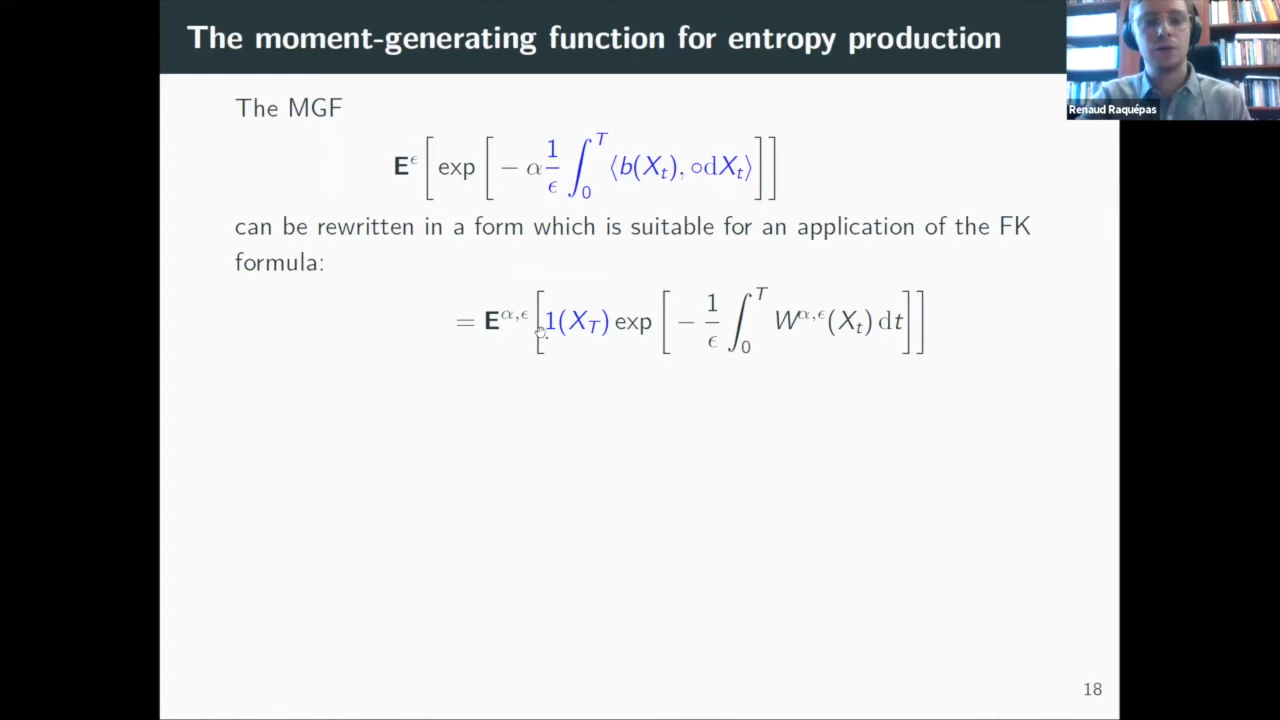 The moment-generating function for entropy production
Renaud Raquépas
The MGF
E^ϵ [ exp [ − α 1/ϵ ∫_0^T ⟨b(X_t), ∘dX_t⟩ ] ]
can be rewritten in a form which is suitable for an application of the FK
formula:
= E^{α,ϵ} [ 1(X_T) exp [ − 1/ϵ ∫_0^T W^{α,ϵ}(X_t) dt ] ]
18